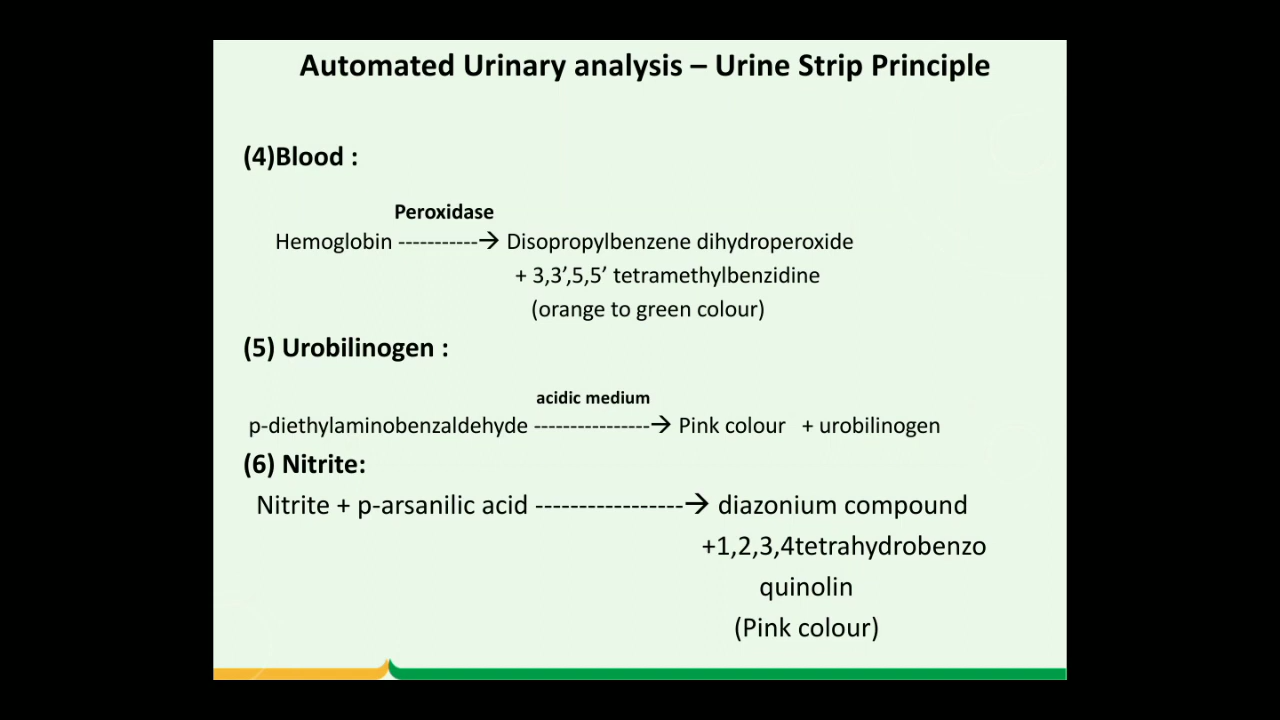 Automated Urinary analysis – Urine Strip Principle
(4)Blood :
Peroxidase
Hemoglobin -----------→ Disopropylbenzene dihydroperoxide
+ 3,3’,5,5’ tetramethylbenzidine
(orange to green colour)
(5) Urobilinogen :
acidic medium
p-diethylaminobenzaldehyde ----------------→ Pink colour + urobilinogen
(6) Nitrite:
Nitrite + p-arsanilic acid -----------------→ diazonium compound
+1,2,3,4tetrahydrobenzo
quinolin
(Pink colour)